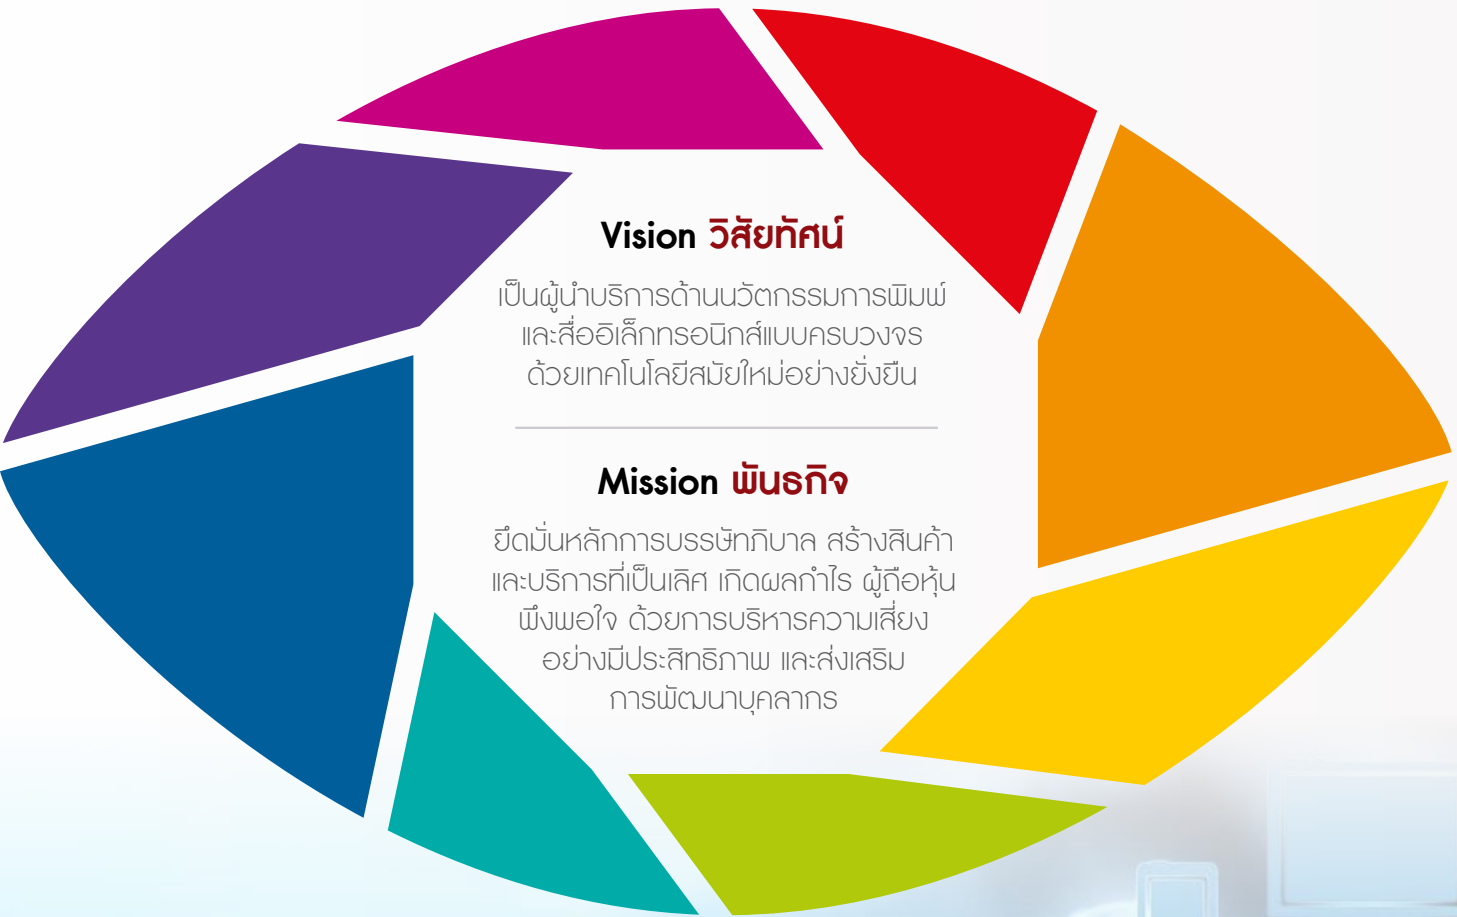 Vision วิสัยทัศน์
เป็นผู้นำบริการด้านนวัตกรรมการพิมพ์
และสื่ออิเล็กทรอนิกส์แบบครบวงจร
ด้วยเทคโนโลยีสมัยใหม่อย่างยั่งยืน
Mission พันธกิจ
ยึดมั่นหลักการบรรษัทภิบาล สร้างสินค้า
และบริการที่เป็นเลิศ เกิดผลกำไร ผู้ถือหุ้น
พึงพอใจ ด้วยการบริหารความเสี่ยง
อย่างมีประสิทธิภาพ และส่งเสริม
การพัฒนาบุคลากร